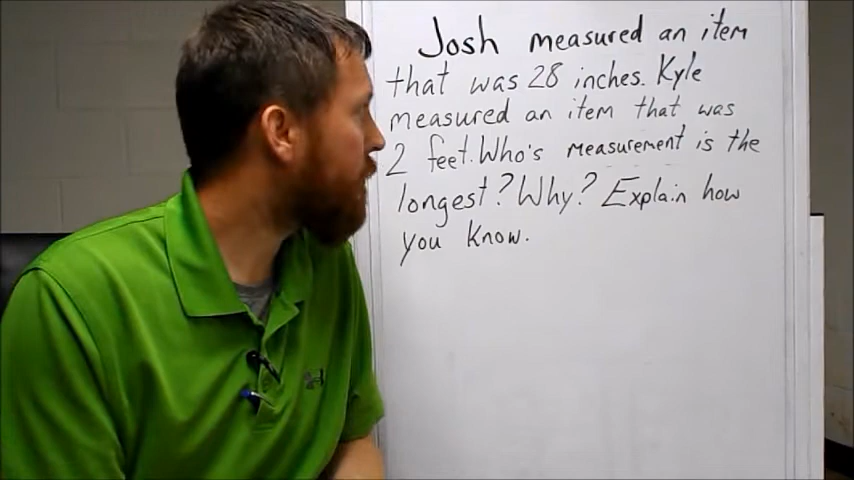 Josh measured an item
that was 28 inches. Kyle
measured an item that was
2 feet. Who's measurement is the
longest? Why? Explain how
you know.